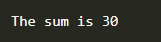 The sum is 30